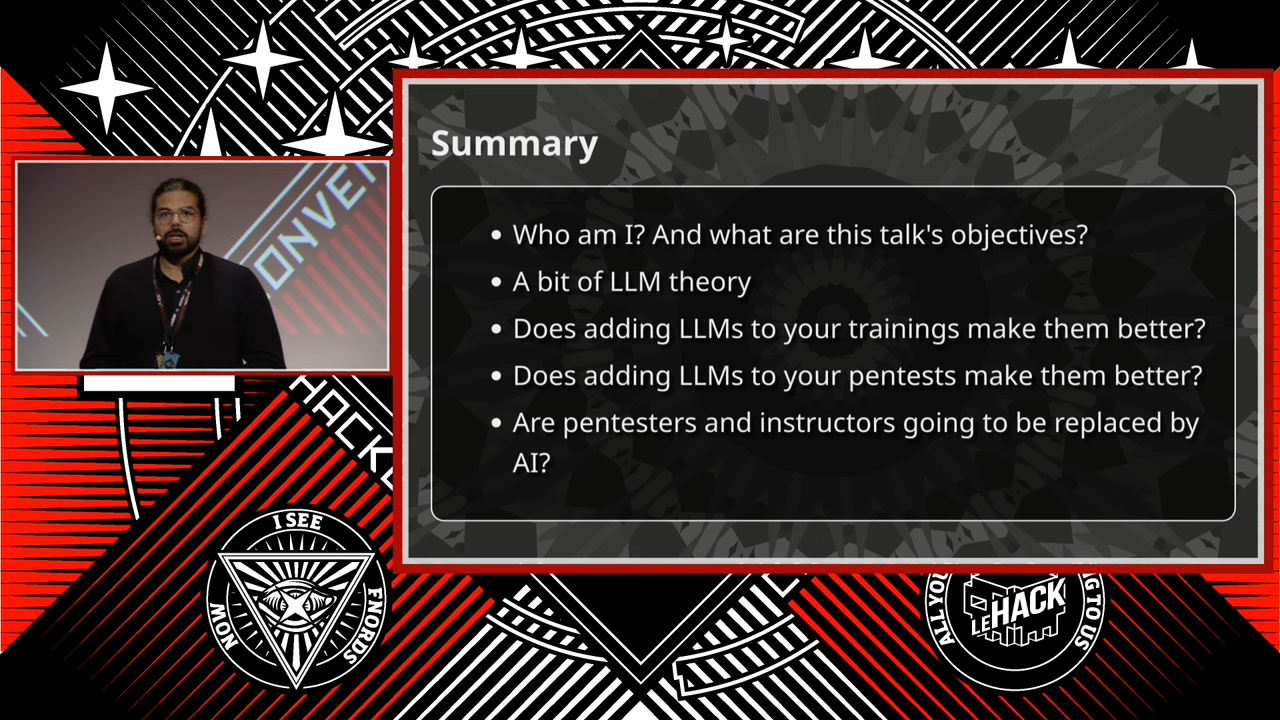 Summary
Who am I? And what are this talk's objectives?
A bit of LLM theory
Does adding LLMs to your trainings make them better?
Does adding LLMs to your pentests make them better?
Are pentesters and instructors going to be replaced by
AI?
I SEE
FNORDS
NOW
LEHACK